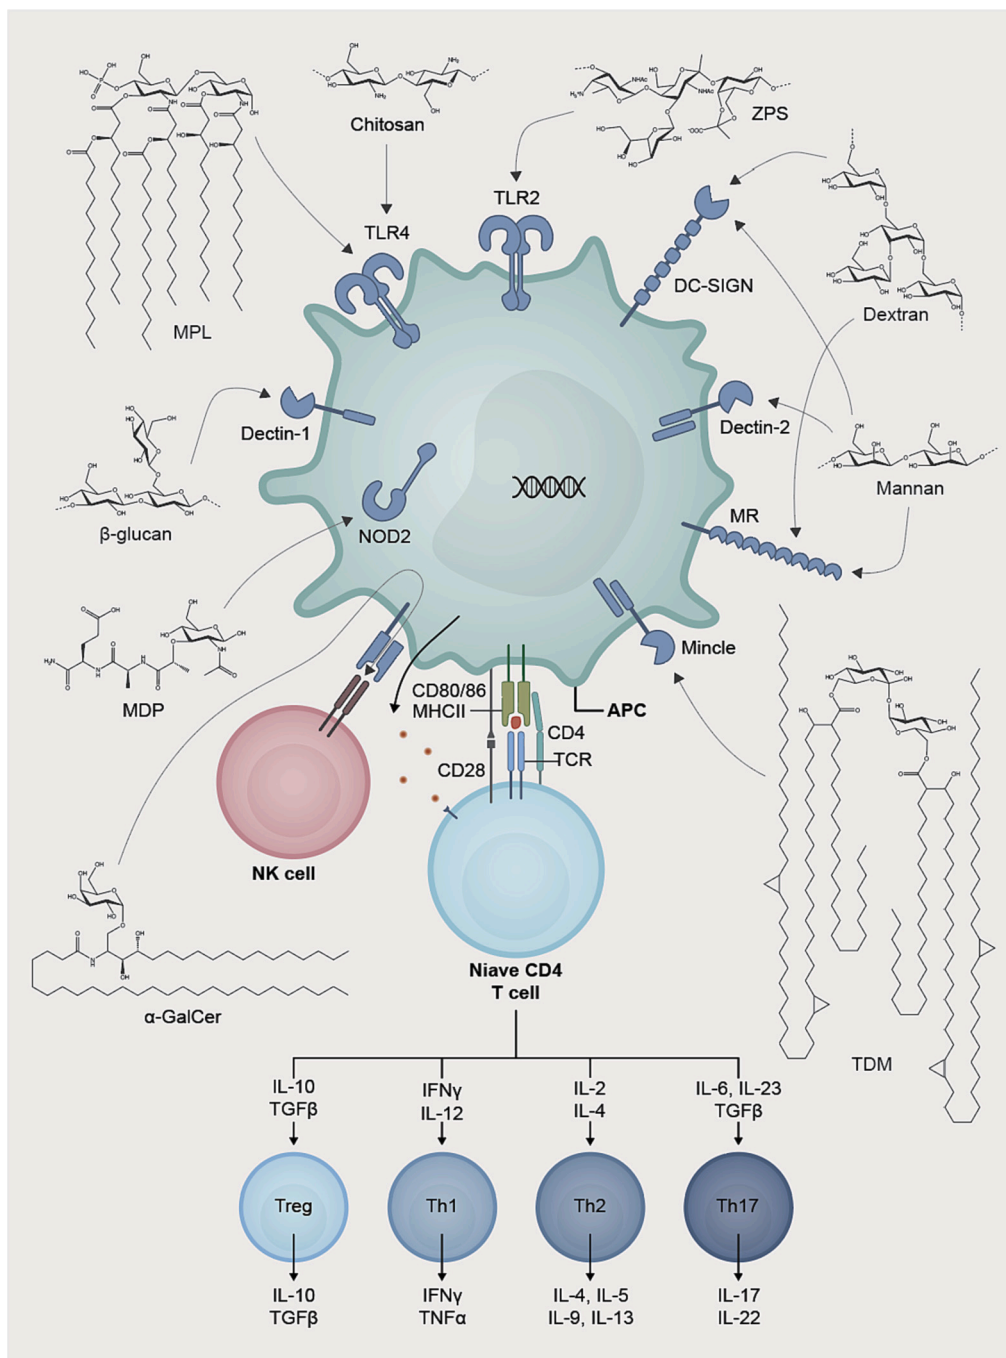 Chitosan
ZPS
TLR2
TLR4
DC-SIGN
MPL
Dextran
Dectin-1
Dectin-2
Mannan
β-glucan
NOD2
MR
MDP
Mincle
CD80/86
MHCII
APC
CD4
CD28
TCR
NK cell
α-GalCer
Niave CD4
T cell
TDM
IL-10
TGFβ
IFNγ
IL-12
IL-2
IL-4
IL-6, IL-23
TGFβ
Treg
Th1
Th2
Th17
IL-10
TGFβ
IFNγ
TNFα
IL-4, IL-5
IL-9, IL-13
IL-17
IL-22